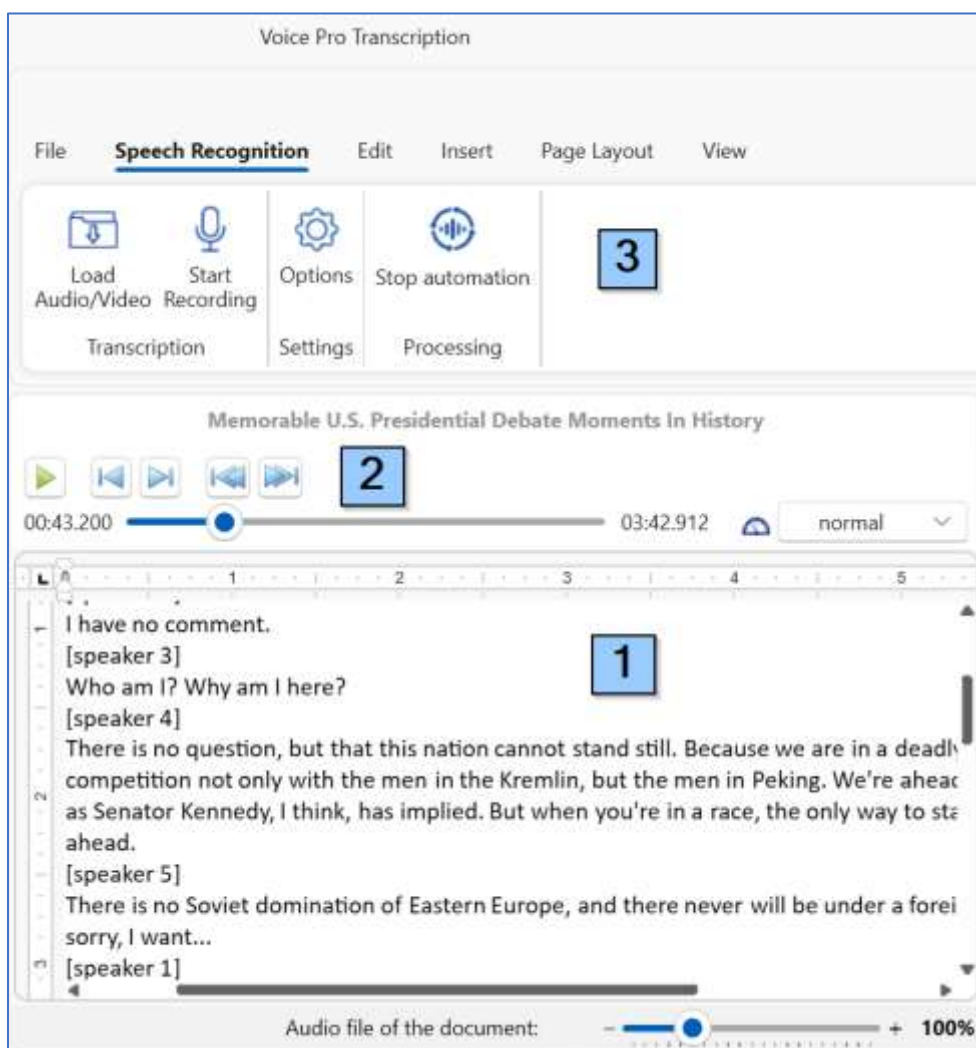 Voice Pro Transcription
File Speech Recognition Edit Insert Page Layout View
Load Audio/Video Start Recording Options Stop automation 3
Transcription Settings Processing
Memorable U.S. Presidential Debate Moments In History
2
00:43.200 03:42.912 normal
1 2 3 4 5
1
I have no comment.
[speaker 3]
1
Who am I? Why am I here?
[speaker 4]
There is no question, but that this nation cannot stand still. Because we are in a deadly
competition not only with the men in the Kremlin, but the men in Peking. We're ahead
2
as Senator Kennedy, I think, has implied. But when you're in a race, the only way to sta
ahead.
[speaker 5]
There is no Soviet domination of Eastern Europe, and there never will be under a forei
sorry, I want...
3
[speaker 1]
Audio file of the document: - + 100%